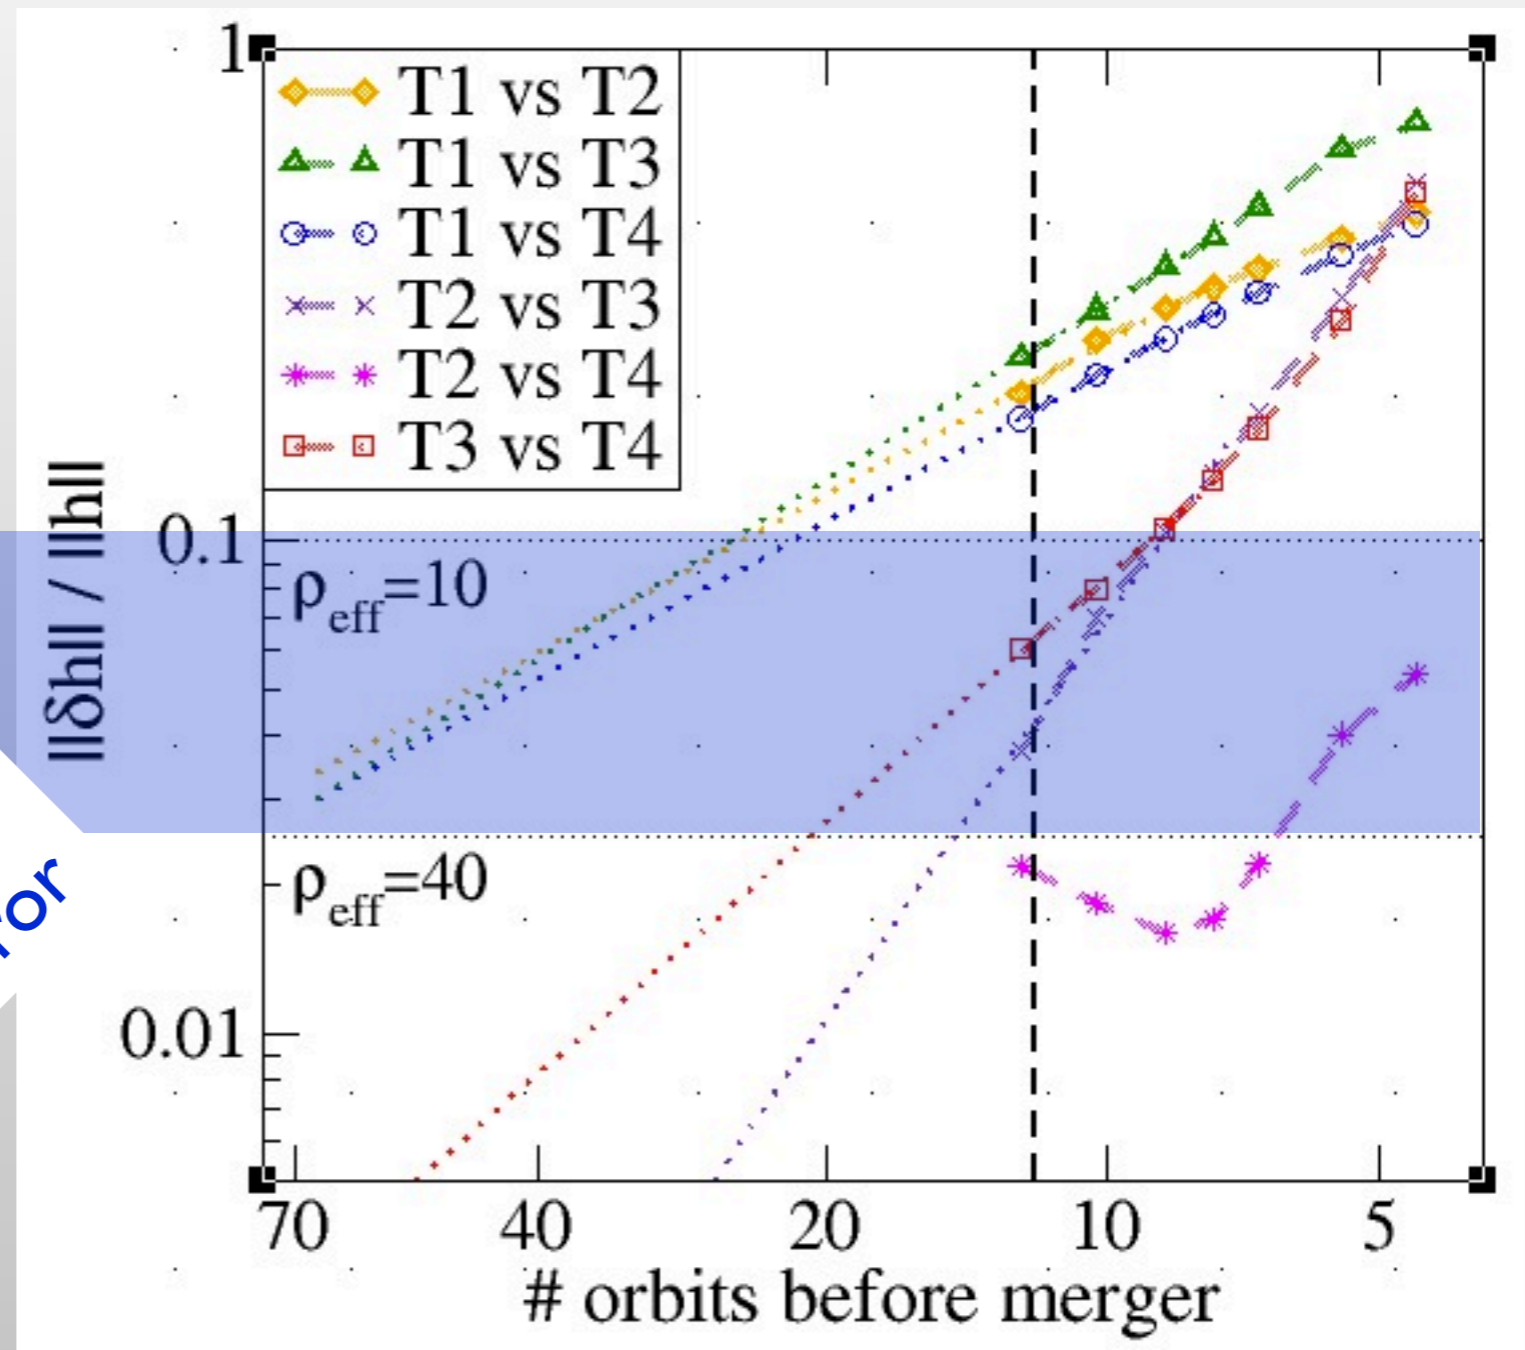 1
T1 vs T2
T1 vs T3
T1 vs T4
T2 vs T3
T2 vs T4
T3 vs T4
||δh|| / ||h||
0.1
ρeff=10
ρeff=40
or
0.01
70 40 20 10 5
# orbits before merger